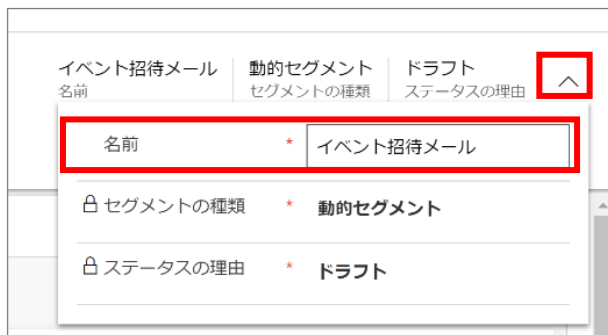 イベント招待メール 動的セグメント ドラフト
名前 セグメントの種類 ステータスの理由
名前 * イベント招待メール
セグメントの種類 * 動的セグメント
ステータスの理由 * ドラフト